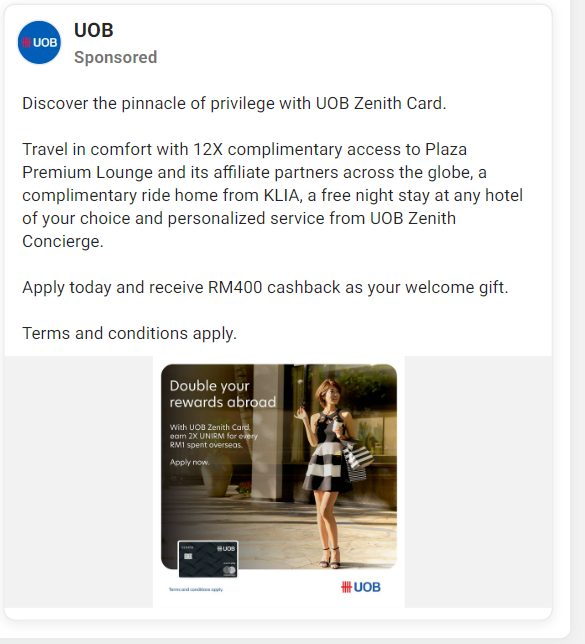 UOB
UOB
Sponsored
Discover the pinnacle of privilege with UOB Zenith Card.
Travel in comfort with 12X complimentary access to Plaza
Premium Lounge and its affiliate partners across the globe, a
complimentary ride home from KLIA, a free night stay at any hotel
of your choice and personalized service from UOB Zenith
Concierge.
Apply today and receive RM400 cashback as your welcome gift.
Terms and conditions apply.
Double your
rewards abroad
With UOB Zenith Card,
earn 2X UNIRM for every
RM1 spent overseas.
Apply now.
UOB
Terms and conditions apply.
UOB